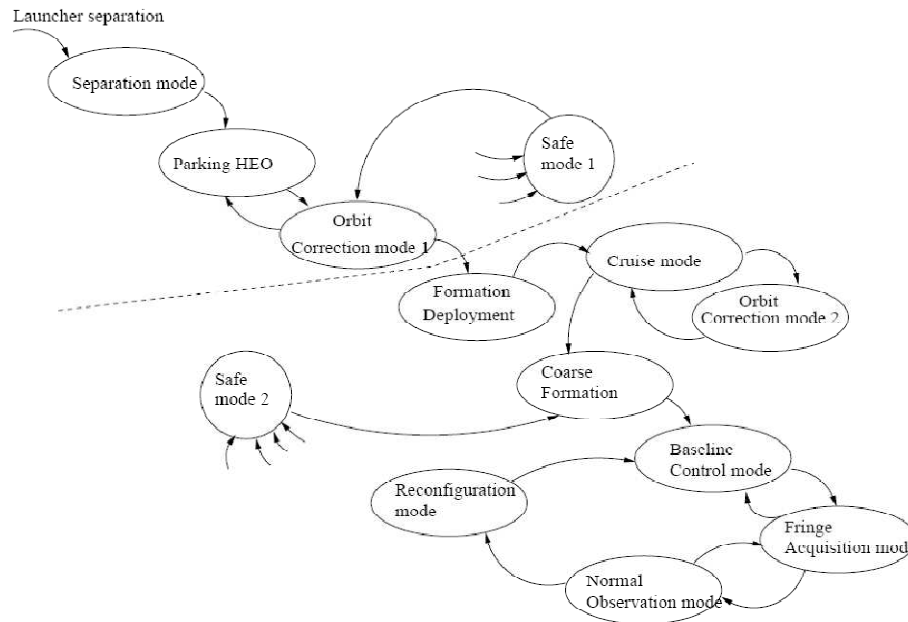 Launcher separation
Separation mode
Parking HEO
Safe
mode 1
Orbit
Correction mode 1
Cruise mode
Formation
Deployment
Orbit
Correction mode 2
Safe
mode 2
Coarse
Formation
Baseline
Control mode
Reconfiguration
mode
Fringe
Acquisition mode
Normal
Observation mode